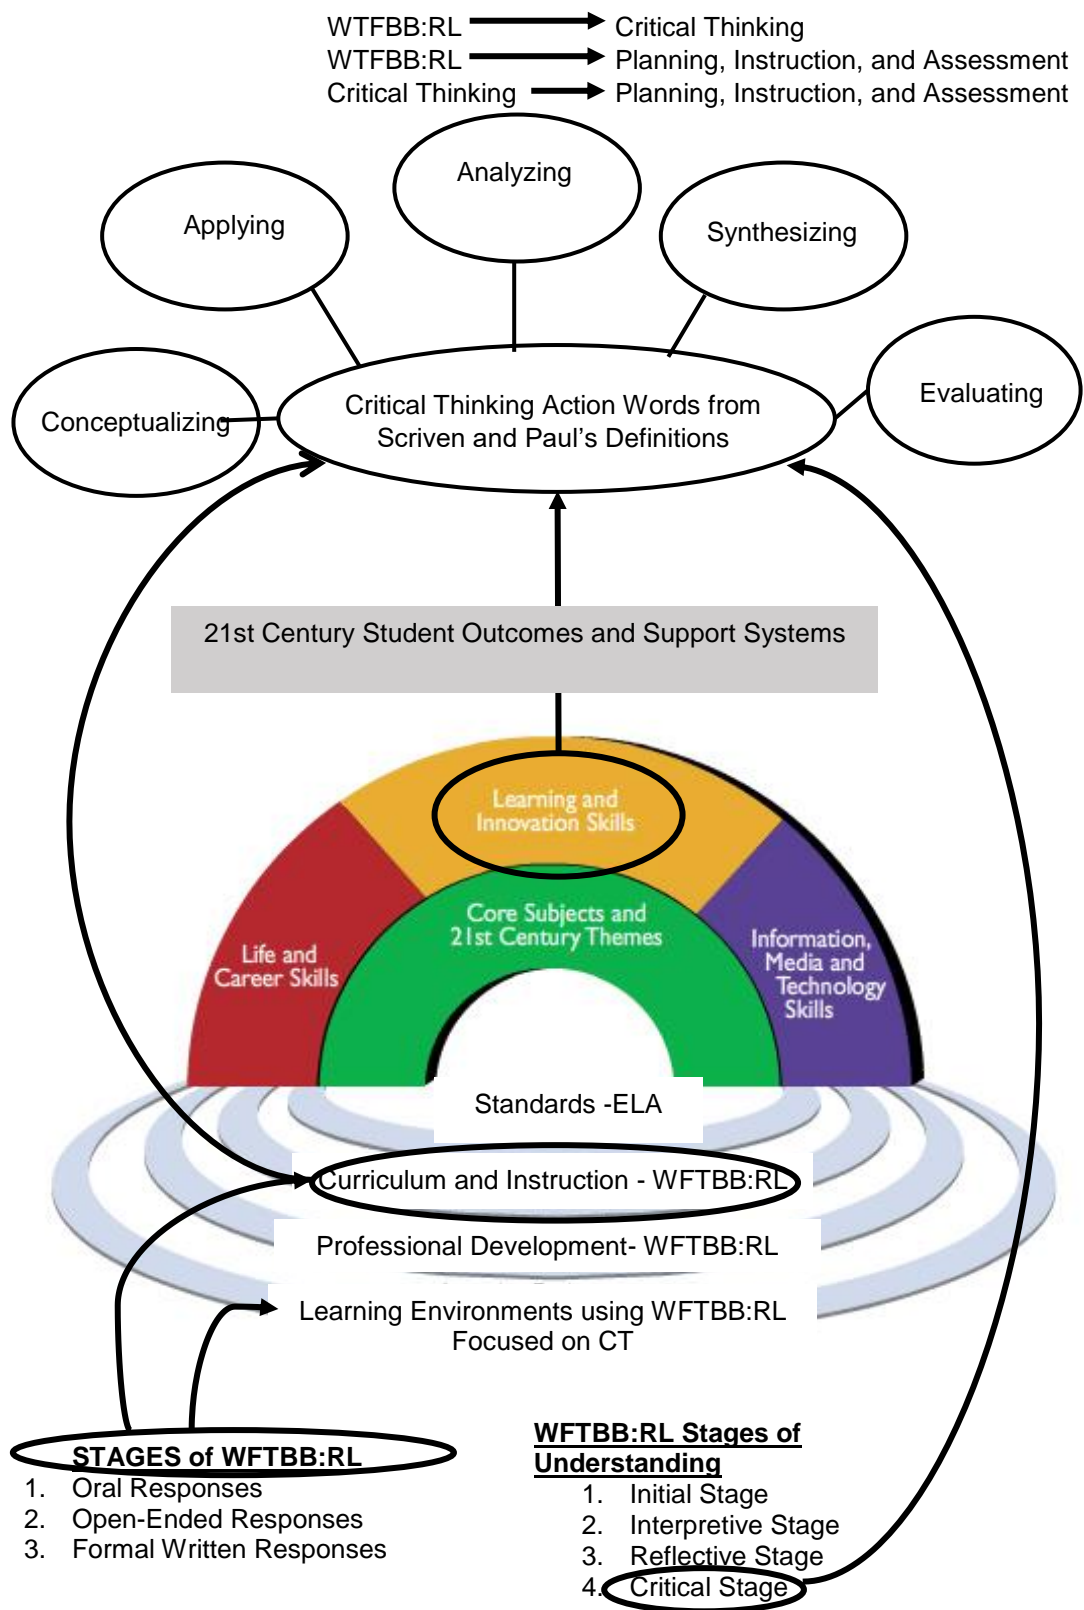 WTFBB:RL Critical Thinking
WTFBB:RL Planning, Instruction, and Assessment
Critical Thinking Planning, Instruction, and Assessment
Analyzing
Applying
Synthesizing
Conceptualizing
Evaluating
Critical Thinking Action Words from
Scriven and Paul’s Definitions
21st Century Student Outcomes and Support Systems
Learning and
Innovation Skills
Core Subjects and
21st Century Themes
Life and
Career Skills
Information,
Media and
Technology
Skills
Standards -ELA
Curriculum and Instruction - WFTBB:RL
Professional Development- WFTBB:RL
Learning Environments using WFTBB:RL
Focused on CT
STAGES of WFTBB:RL
1. Oral Responses
2. Open-Ended Responses
3. Formal Written Responses
WFTBB:RL Stages of
Understanding
1. Initial Stage
2. Interpretive Stage
3. Reflective Stage
4. Critical Stage